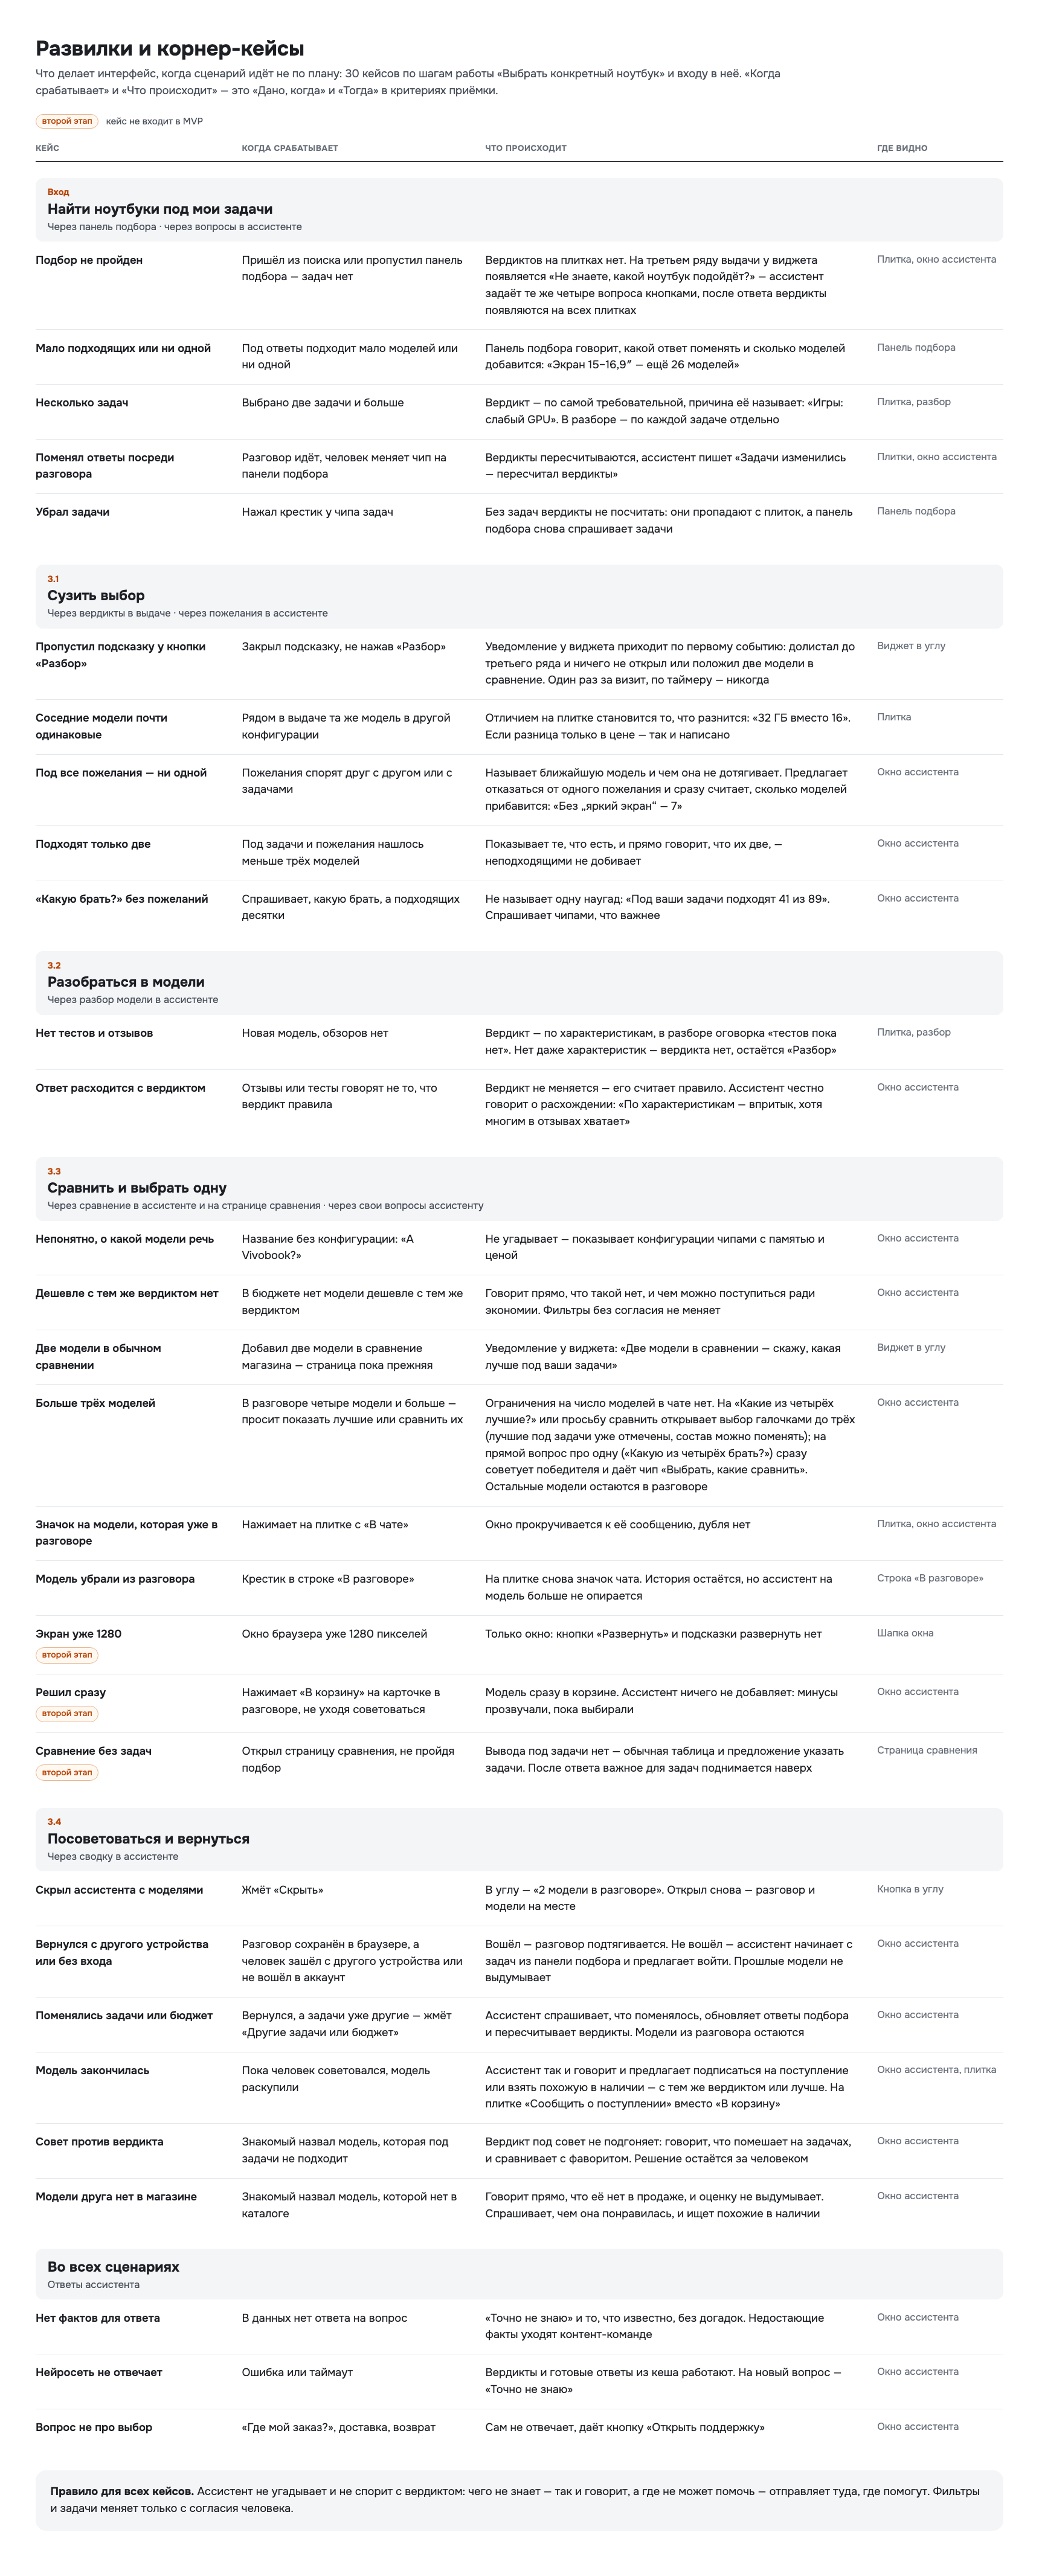 Развилки и корнер-кейсы
Что делает интерфейс, когда сценарий идёт не по плану: 30 кейсов по шагам работы «Выбрать конкретный ноутбук» и входу в неё. «Когда
срабатывает» и «Что происходит» — это «Дано, когда» и «Тогда» в критериях приёмки.
второй этап кейс не входит в MVP
КЕЙС КОГДА СРАБАТЫВАЕТ ЧТО ПРОИСХОДИТ ГДЕ ВИДНО
Вход
Найти ноутбуки под мои задачи
Через панель подбора · через вопросы в ассистенте
Подбор не пройден Пришёл из поиска или пропустил панель Вердиктов на плитках нет. На третьем ряду выдачи у виджета Плитка, окно ассистента
подбора — задач нет появляется «Не знаете, какой ноутбук подойдёт?» — ассистент
задаёт те же четыре вопроса кнопками, после ответа вердикты
появляются на всех плитках
Мало подходящих или ни одной Под ответы подходит мало моделей или Панель подбора говорит, какой ответ поменять и сколько моделей Панель подбора
ни одной добавится: «Экран 15–16,9″ — ещё 26 моделей»
Несколько задач Выбрано две задачи и больше Вердикт — по самой требовательной, причина её называет: «Игры: Плитка, разбор
слабый GPU». В разборе — по каждой задаче отдельно
Поменял ответы посреди Разговор идёт, человек меняет чип на Вердикты пересчитываются, ассистент пишет «Задачи изменились Плитки, окно ассистента
разговора панели подбора — пересчитал вердикты»
Убрал задачи Нажал крестик у чипа задач Без задач вердикты не посчитать: они пропадают с плиток, а панель Панель подбора
подбора снова спрашивает задачи
3.1
Сузить выбор
Через вердикты в выдаче · через пожелания в ассистенте
Пропустил подсказку у кнопки Закрыл подсказку, не нажав «Разбор» Уведомление у виджета приходит по первому событию: долистал до Виджет в углу
«Разбор» третьего ряда и ничего не открыл или положил две модели в
сравнение. Один раз за визит, по таймеру — никогда
Соседние модели почти Рядом в выдаче та же модель в другой Отличием на плитке становится то, что разнится: «32 ГБ вместо 16». Плитка
одинаковые конфигурации Если разница только в цене — так и написано
Под все пожелания — ни одной Пожелания спорят друг с другом или с Называет ближайшую модель и чем она не дотягивает. Предлагает Окно ассистента
задачами отказаться от одного пожелания и сразу считает, сколько моделей
прибавится: «Без „яркий экран“ — 7»
Подходят только две Под задачи и пожелания нашлось Показывает те, что есть, и прямо говорит, что их две, — Окно ассистента
меньше трёх моделей неподходящими не добивает
«Какую брать?» без пожеланий Спрашивает, какую брать, а подходящих Не называет одну наугад: «Под ваши задачи подходят 41 из 89». Окно ассистента
десятки Спрашивает чипами, что важнее
3.2
Разобраться в модели
Через разбор модели в ассистенте
Нет тестов и отзывов Новая модель, обзоров нет Вердикт — по характеристикам, в разборе оговорка «тестов пока Плитка, разбор
нет». Нет даже характеристик — вердикта нет, остаётся «Разбор»
Ответ расходится с вердиктом Отзывы или тесты говорят не то, что Вердикт не меняется — его считает правило. Ассистент честно Окно ассистента
вердикт правила говорит о расхождении: «По характеристикам — впритык, хотя
многим в отзывах хватает»
3.3
Сравнить и выбрать одну
Через сравнение в ассистенте и на странице сравнения · через свои вопросы ассистенту
Непонятно, о какой модели речь Название без конфигурации: «А Не угадывает — показывает конфигурации чипами с памятью и Окно ассистента
Vivobook?» ценой
Дешевле с тем же вердиктом нет В бюджете нет модели дешевле с тем же Говорит прямо, что такой нет, и чем можно поступиться ради Окно ассистента
вердиктом экономии. Фильтры без согласия не меняет
Две модели в обычном Добавил две модели в сравнение Уведомление у виджета: «Две модели в сравнении — скажу, какая Виджет в углу
сравнении магазина — страница пока прежняя лучше под ваши задачи»
Больше трёх моделей В разговоре четыре модели и больше — Ограничения на число моделей в чате нет. На «Какие из четырёх Окно ассистента
просит показать лучшие или сравнить их лучшие?» или просьбу сравнить открывает выбор галочками до трёх
(лучшие под задачи уже отмечены, состав можно поменять); на
прямой вопрос про одну («Какую из четырёх брать?») сразу
советует победителя и даёт чип «Выбрать, какие сравнить».
Остальные модели остаются в разговоре
Значок на модели, которая уже в Нажимает на плитке с «В чате» Окно прокручивается к её сообщению, дубля нет Плитка, окно ассистента
разговоре
Модель убрали из разговора Крестик в строке «В разговоре» На плитке снова значок чата. История остаётся, но ассистент на Строка «В разговоре»
модель больше не опирается
Экран уже 1280 Окно браузера уже 1280 пикселей Только окно: кнопки «Развернуть» и подсказки развернуть нет Шапка окна
второй этап
Решил сразу Нажимает «В корзину» на карточке в Модель сразу в корзине. Ассистент ничего не добавляет: минусы Окно ассистента
второй этап разговоре, не уходя советоваться прозвучали, пока выбирали
Сравнение без задач Открыл страницу сравнения, не пройдя Вывода под задачи нет — обычная таблица и предложение указать Страница сравнения
второй этап подбор задачи. После ответа важное для задач поднимается наверх
3.4
Посоветоваться и вернуться
Через сводку в ассистенте
Скрыл ассистента с моделями Жмёт «Скрыть» В углу — «2 модели в разговоре». Открыл снова — разговор и Кнопка в углу
модели на месте
Вернулся с другого устройства Разговор сохранён в браузере, а Вошёл — разговор подтягивается. Не вошёл — ассистент начинает с Окно ассистента
или без входа человек зашёл с другого устройства или задач из панели подбора и предлагает войти. Прошлые модели не
не вошёл в аккаунт выдумывает
Поменялись задачи или бюджет Вернулся, а задачи уже другие — жмёт Ассистент спрашивает, что поменялось, обновляет ответы подбора Окно ассистента
«Другие задачи или бюджет» и пересчитывает вердикты. Модели из разговора остаются
Модель закончилась Пока человек советовался, модель Ассистент так и говорит и предлагает подписаться на поступление Окно ассистента, плитка
раскупили или взять похожую в наличии — с тем же вердиктом или лучше. На
плитке «Сообщить о поступлении» вместо «В корзину»
Совет против вердикта Знакомый назвал модель, которая под Вердикт под совет не подгоняет: говорит, что помешает на задачах, Окно ассистента
задачи не подходит и сравнивает с фаворитом. Решение остаётся за человеком
Модели друга нет в магазине Знакомый назвал модель, которой нет в Говорит прямо, что её нет в продаже, и оценку не выдумывает. Окно ассистента
каталоге Спрашивает, чем она понравилась, и ищет похожие в наличии
Во всех сценариях
Ответы ассистента
Нет фактов для ответа В данных нет ответа на вопрос «Точно не знаю» и то, что известно, без догадок. Недостающие Окно ассистента
факты уходят контент-команде
Нейросеть не отвечает Ошибка или таймаут Вердикты и готовые ответы из кеша работают. На новый вопрос — Окно ассистента
«Точно не знаю»
Вопрос не про выбор «Где мой заказ?», доставка, возврат Сам не отвечает, даёт кнопку «Открыть поддержку» Окно ассистента
Правило для всех кейсов. Ассистент не угадывает и не спорит с вердиктом: чего не знает — так и говорит, а где не может помочь — отправляет туда, где помогут. Фильтры
и задачи меняет только с согласия человека.